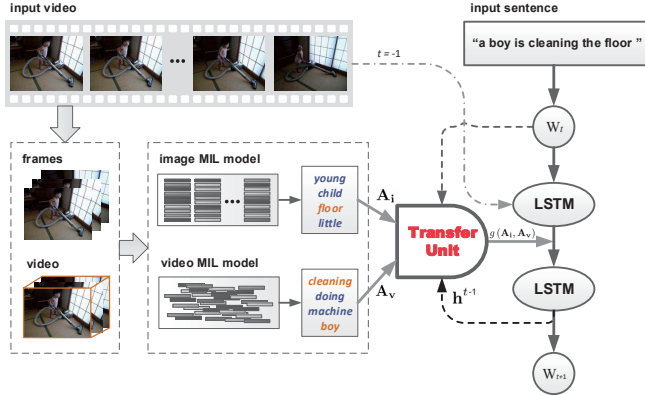 input video
input sentence
t = -1
"a boy is cleaning the floor "
W_t
frames
image MIL model
young
child
floor
little
A_i
LSTM
Transfer
Unit
g (A_i, A_v)
video
video MIL model
cleaning
doing
machine
boy
A_v
h^{t-1}
LSTM
W_{t+1}